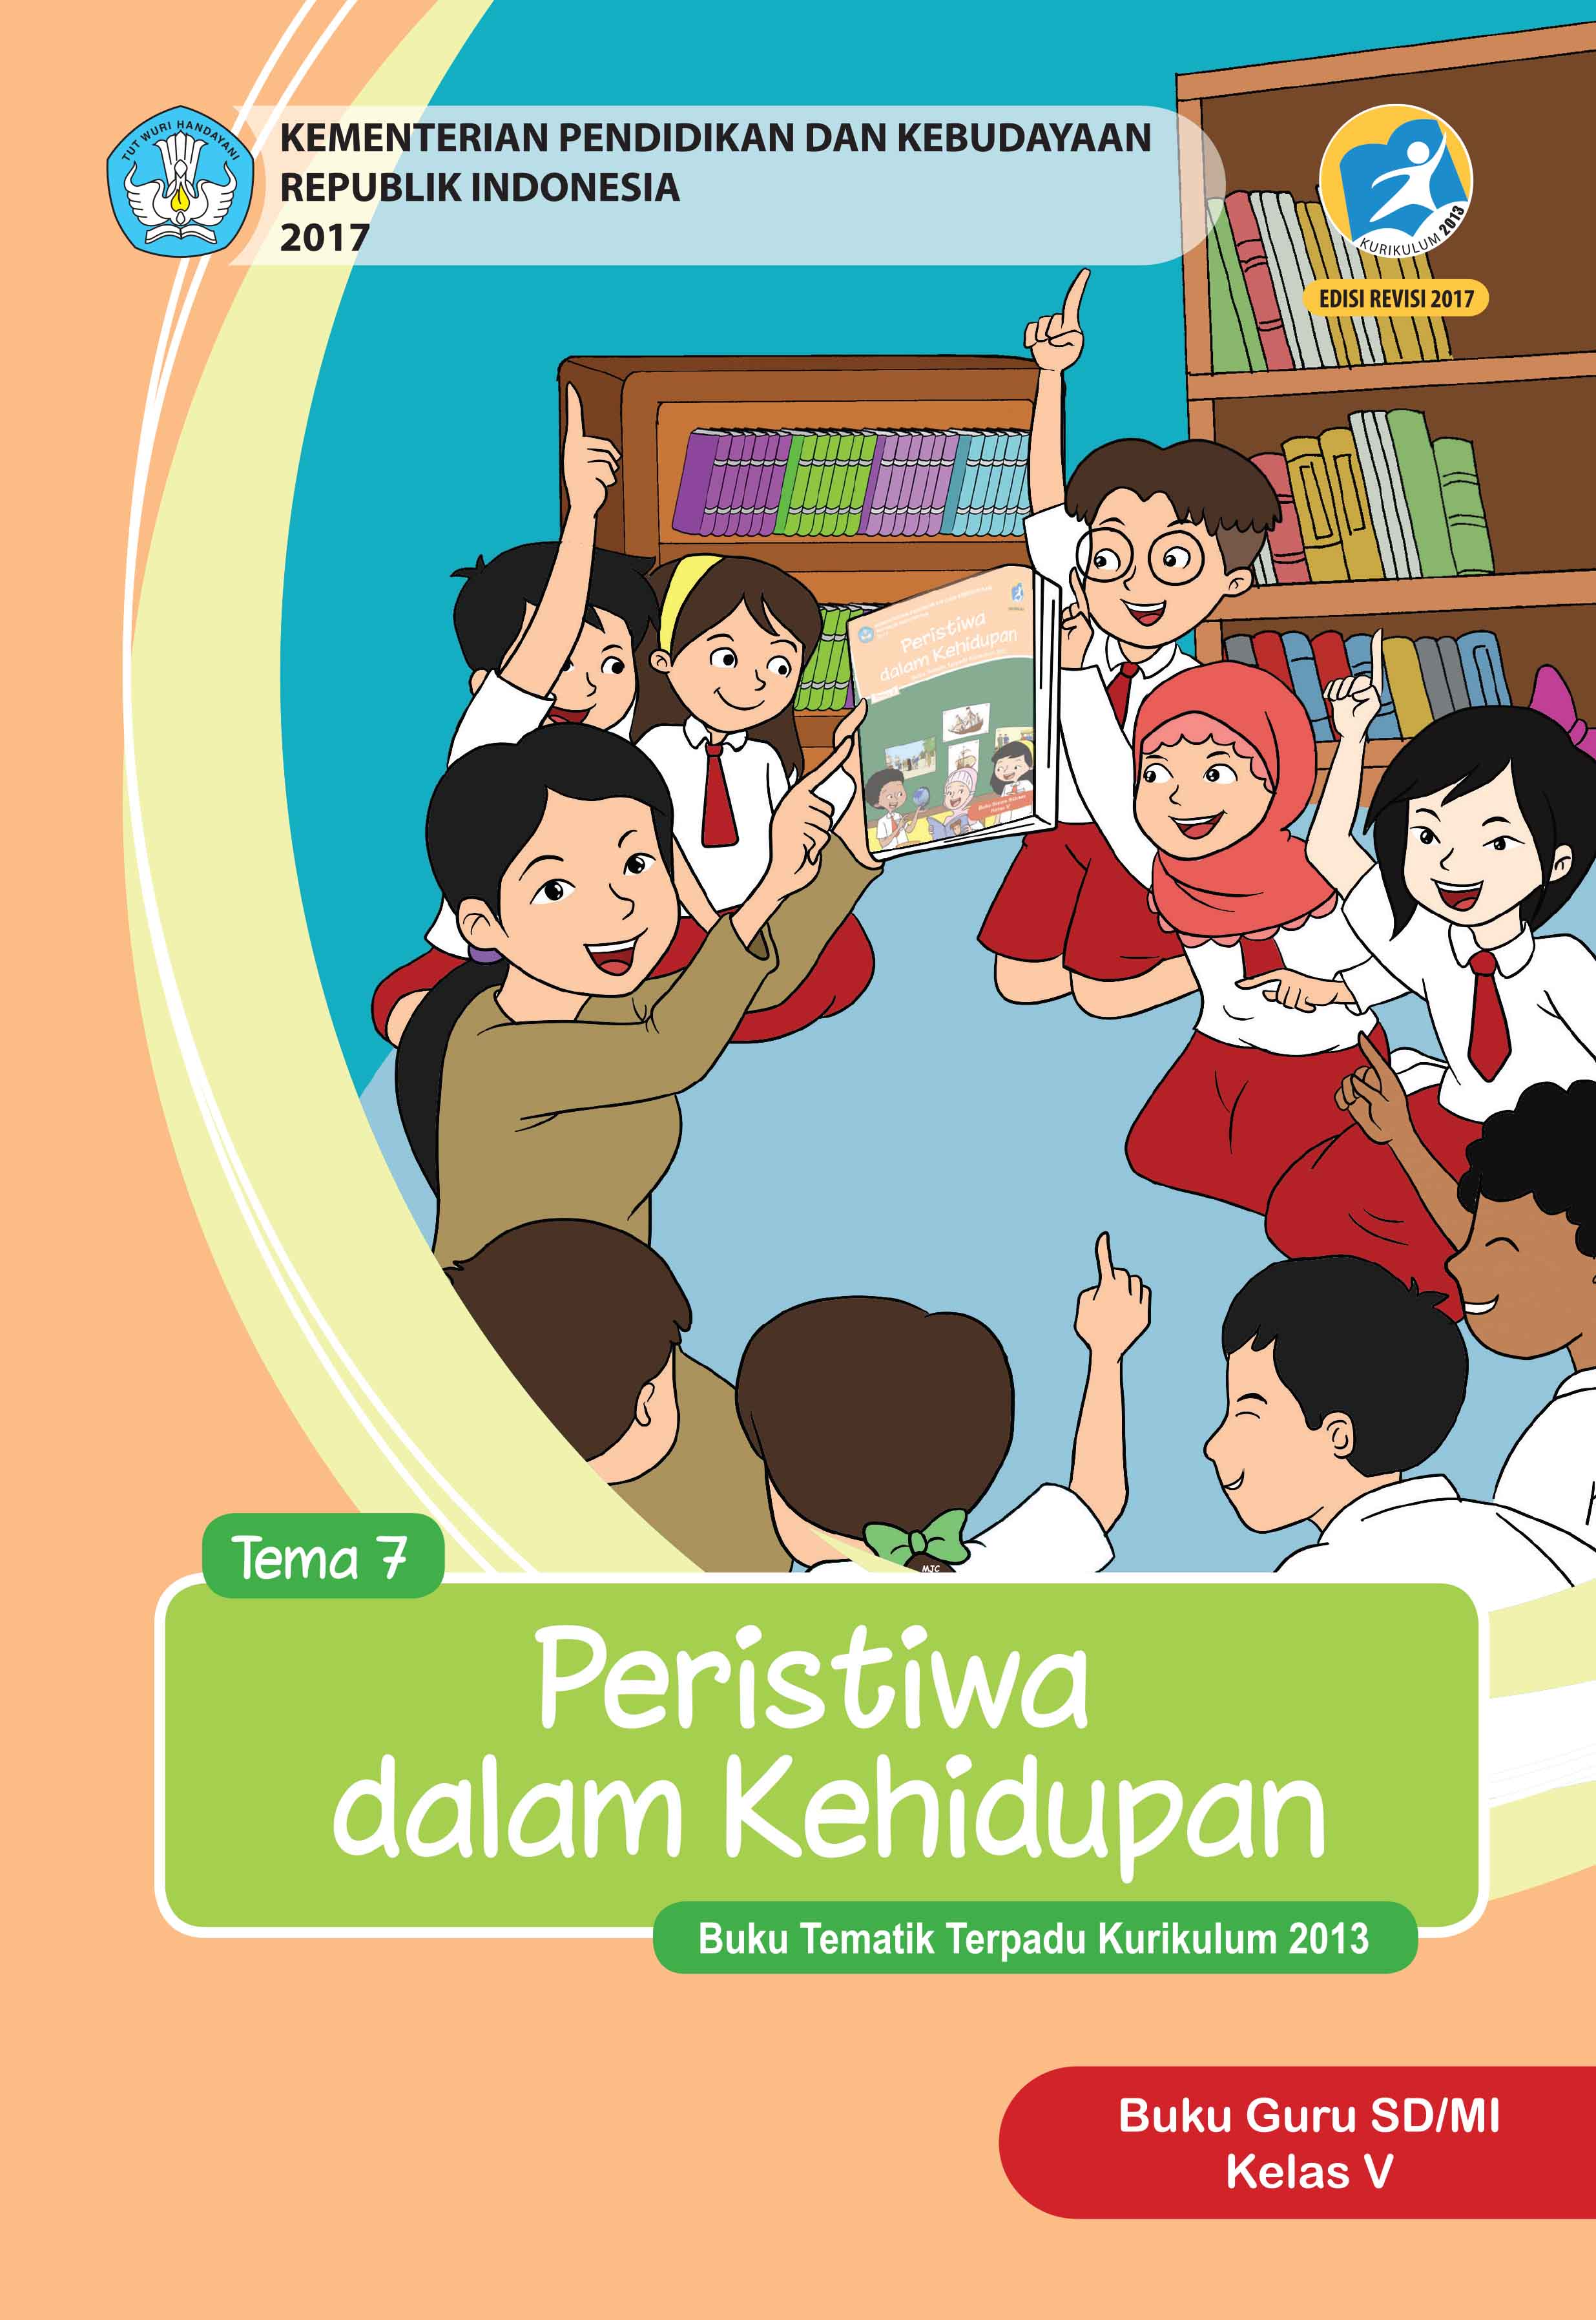 TUT WURI HANDAYANI
KEMENTERIAN PENDIDIKAN DAN KEBUDAYAAN
REPUBLIK INDONESIA
2017
KURIKULUM 2013
EDISI REVISI 2017
Peristiwa
dalam Kehidupan
Tema 7
MJC
Peristiwa
dalam Kehidupan
Buku Tematik Terpadu Kurikulum 2013
Buku Guru SD/MI
Kelas V